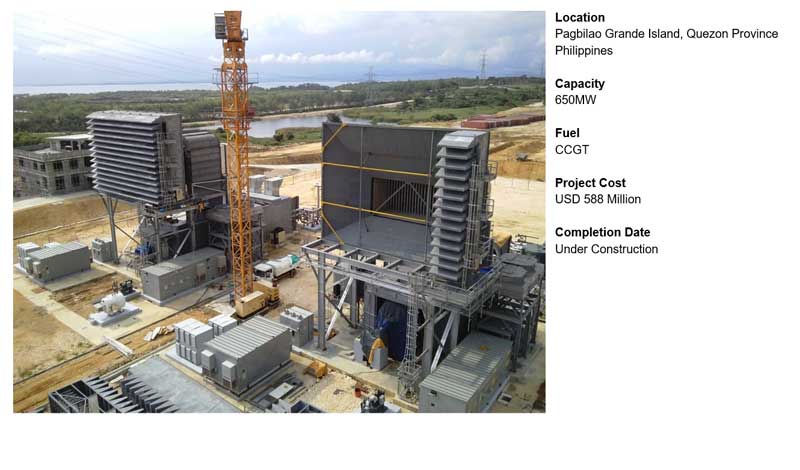 Location
Pagbilao Grande Island, Quezon Province
Philippines
Capacity
650MW
Fuel
CCGT
Project Cost
USD 588 Million
Completion Date
Under Construction